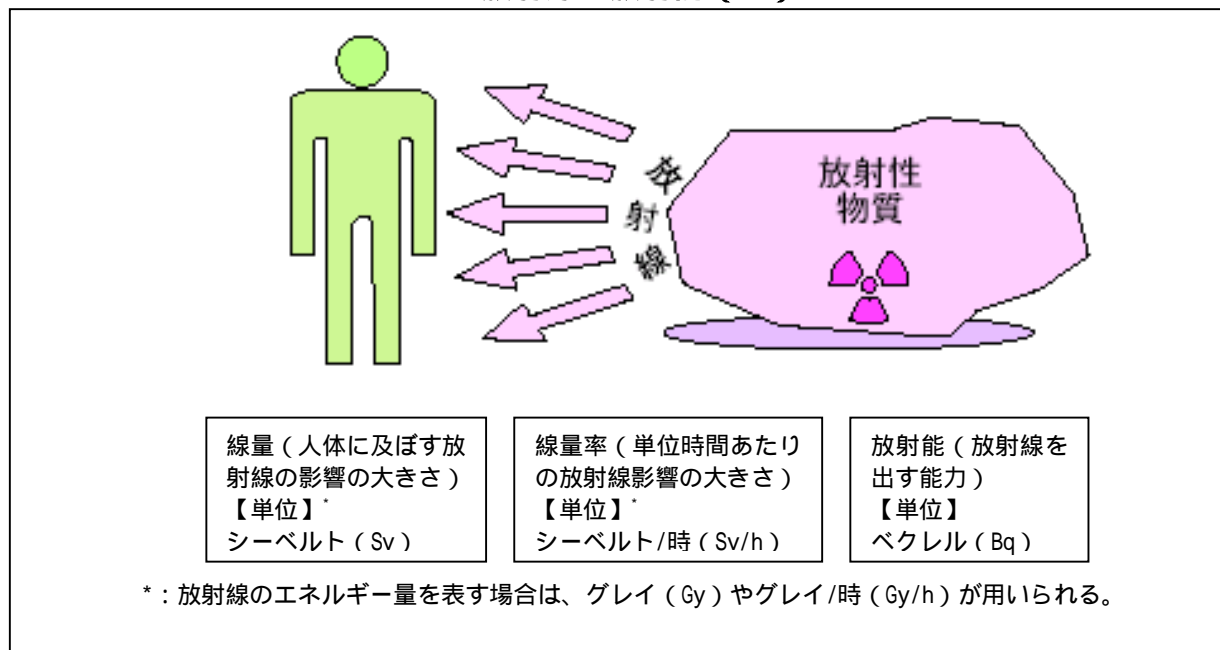 放射性
物質
放射線
線量（人体に及ぼす放
射線の影響の大きさ）
【単位】*
シーベルト（Sv）
線量率（単位時間あたり
の放射線影響の大きさ）
【単位】*
シーベルト/時（Sv/h）
放射能（放射線を
出す能力）
【単位】
ベクレル（Bq）
*：放射線のエネルギー量を表す場合は、グレイ（Gy）やグレイ/時（Gy/h）が用いられる。